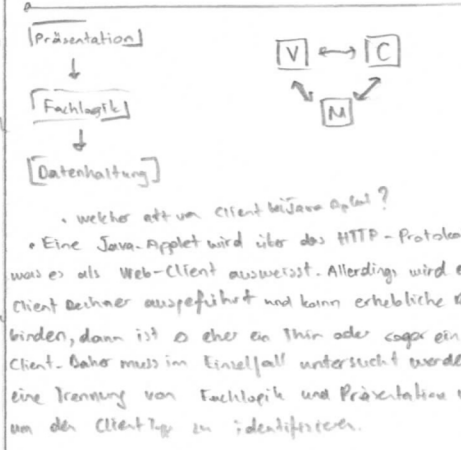 Präsentation
V C
Fachlogik
M
Datenhaltung
• welcher art von Client bei Java Aplet?
• Eine Java-Applet wird über das HTTP-Protoko
was es als Web-Client ausweisst. Allerdings wird
Client Rechner ausgeführt und kann erhebliche
binden, dann ist eher ein Thin oder sogar ein
Client. Daher muss im Einzelfall untersucht werde
eine Trennung von Fachlogik und Präsentation
um den Client Typ zu identifizieren.